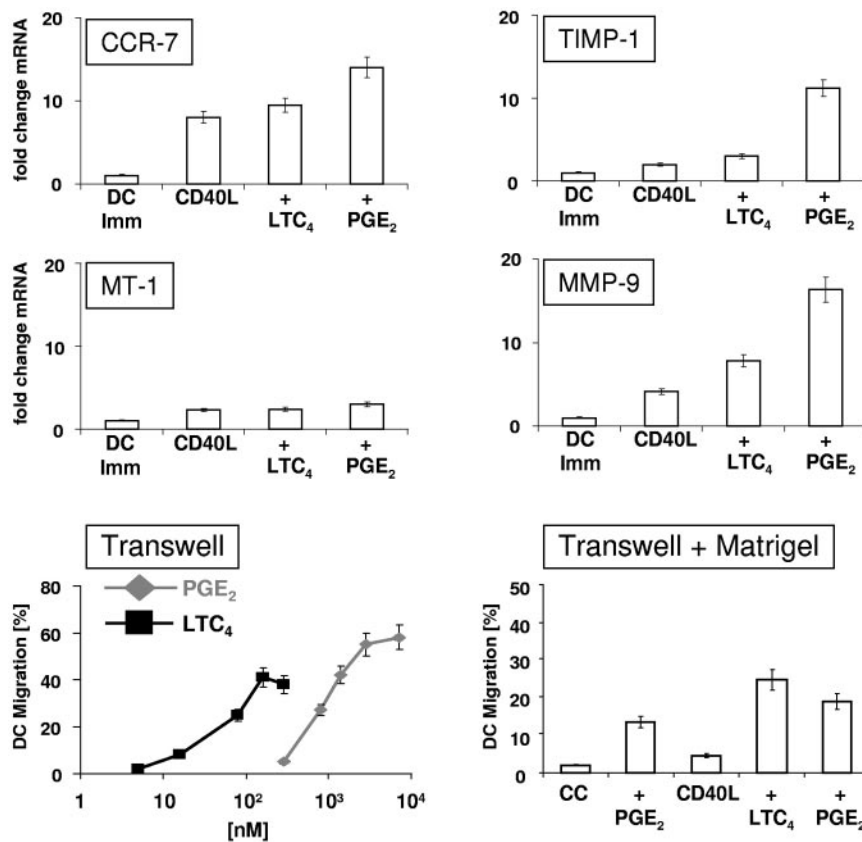 CCR-7
fold change mRNA
20
10
0
DC CD40L + +
Imm LTC₄ PGE₂
TIMP-1
20
10
0
DC CD40L + +
Imm LTC₄ PGE₂
MT-1
fold change mRNA
20
10
0
DC CD40L + +
Imm LTC₄ PGE₂
MMP-9
20
10
0
DC CD40L + +
Imm LTC₄ PGE₂
Transwell
PGE₂
LTC₄
DC Migration [%]
80
60
40
20
0
1 10 10² 10³ 10⁴
[nM]
Transwell + Matrigel
DC Migration [%]
50
40
30
20
10
0
CC + CD40L + +
PGE₂ LTC₄ PGE₂